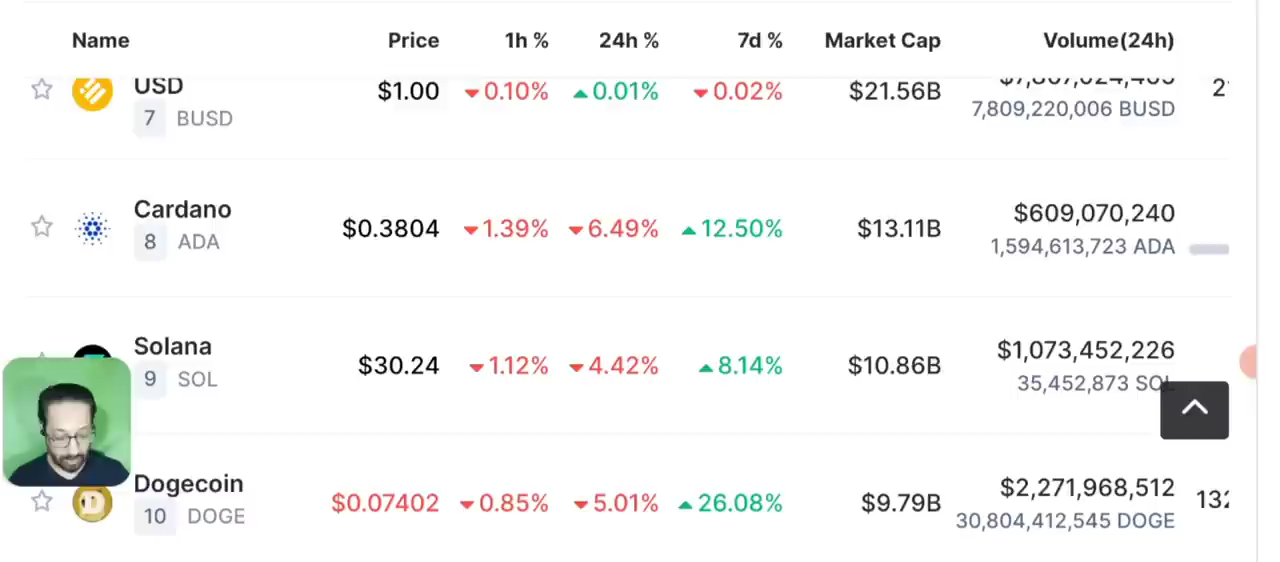 Name Price 1h % 24h % 7d % Market Cap Volume(24h)
USD $1.00 0.10% 0.01% 0.02% $21.56B
7 BUSD 7,809,220,006 BUSD
Cardano $0.3804 1.39% 6.49% 12.50% $13.11B $609,070,240
8 ADA 1,594,613,723 ADA
Solana $30.24 1.12% 4.42% 8.14% $10.86B $1,073,452,226
9 SOL 35,452,873 SOL
Dogecoin $0.07402 0.85% 5.01% 26.08% $9.79B $2,271,968,512
10 DOGE 30,804,412,545 DOGE